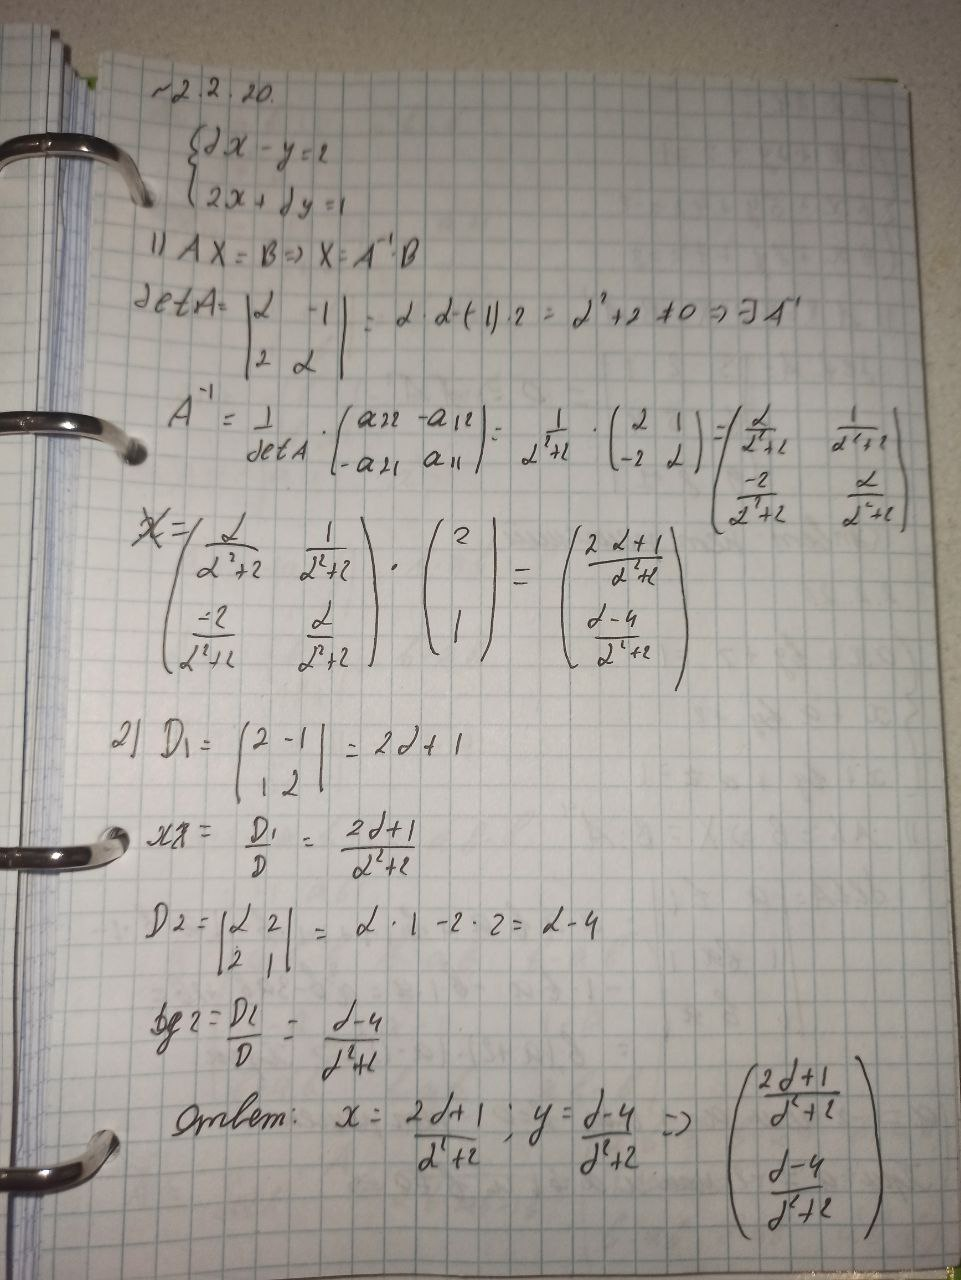 ~2.2.20.
{αx - y = 2
2x + αy = 1
1) AX = B => X = A⁻¹·B
det A = |α -1; 2 α| = α·α-(-1)·2 = α²+2 ≠ 0 => ∃A⁻¹
A⁻¹ = 1/det A · (a22 -a12; -a21 a11) = 1/(α²+2) · (α 1; -2 α) = (α/(α²+2) 1/(α²+2); -2/(α²+2) α/(α²+2))
X = (α/(α²+2) 1/(α²+2); -2/(α²+2) α/(α²+2)) · (2; 1) = ((2α+1)/(α²+2); (α-4)/(α²+2))
2) D1 = |2 -1; 1 α| = 2α+1
x = D1/D = (2α+1)/(α²+2)
D2 = |α 2; 2 1| = α·1 -2·2 = α-4
y = D2/D = (α-4)/(α²+2)
Ответ: x = (2α+1)/(α²+2); y = (α-4)/(α²+2) => ((2α+1)/(α²+2); (α-4)/(α²+2))